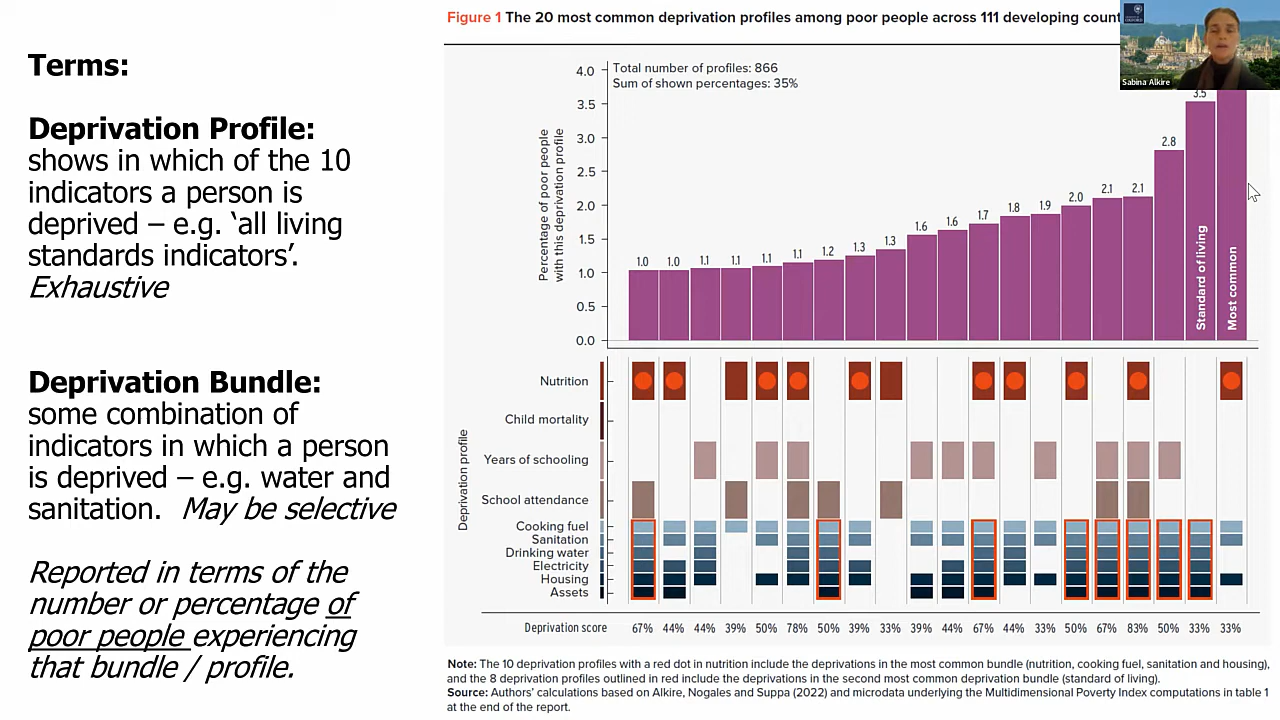 Terms:
Deprivation Profile:
shows in which of the 10
indicators a person is
deprived – e.g. ‘all living
standards indicators’.
Exhaustive
Deprivation Bundle:
some combination of
indicators in which a person
is deprived – e.g. water and
sanitation. May be selective
Reported in terms of the
number or percentage of
poor people experiencing
that bundle / profile.
Figure 1 The 20 most common deprivation profiles among poor people across 111 developing
Sabina Alkire
Total number of profiles: 866
Sum of shown percentages: 35%
Percentage of poor people
with this deprivation profile
4.0
3.5
3.0
2.5
2.0
1.5
1.0
0.5
0.0
1.0 1.0 1.1 1.1 1.1 1.1 1.2 1.3 1.3 1.6 1.6 1.7 1.8 1.9 2.0 2.1 2.1 2.8 3.5
Standard of living
Most common
Deprivation profile
Nutrition
Child mortality
Years of schooling
School attendance
Cooking fuel
Sanitation
Drinking water
Electricity
Housing
Assets
Deprivation score 67% 44% 44% 39% 50% 78% 50% 39% 33% 39% 44% 67% 44% 33% 50% 67% 83% 50% 33% 33%
Note: The 10 deprivation profiles with a red dot in nutrition include the deprivations in the most common bundle (nutrition, cooking fuel, sanitation and housing),
and the 8 deprivation profiles outlined in red include the deprivations in the second most common deprivation bundle (standard of living).
Source: Authors’ calculations based on Alkire, Nogales and Suppa (2022) and microdata underlying the Multidimensional Poverty Index computations in table 1
at the end of the report.